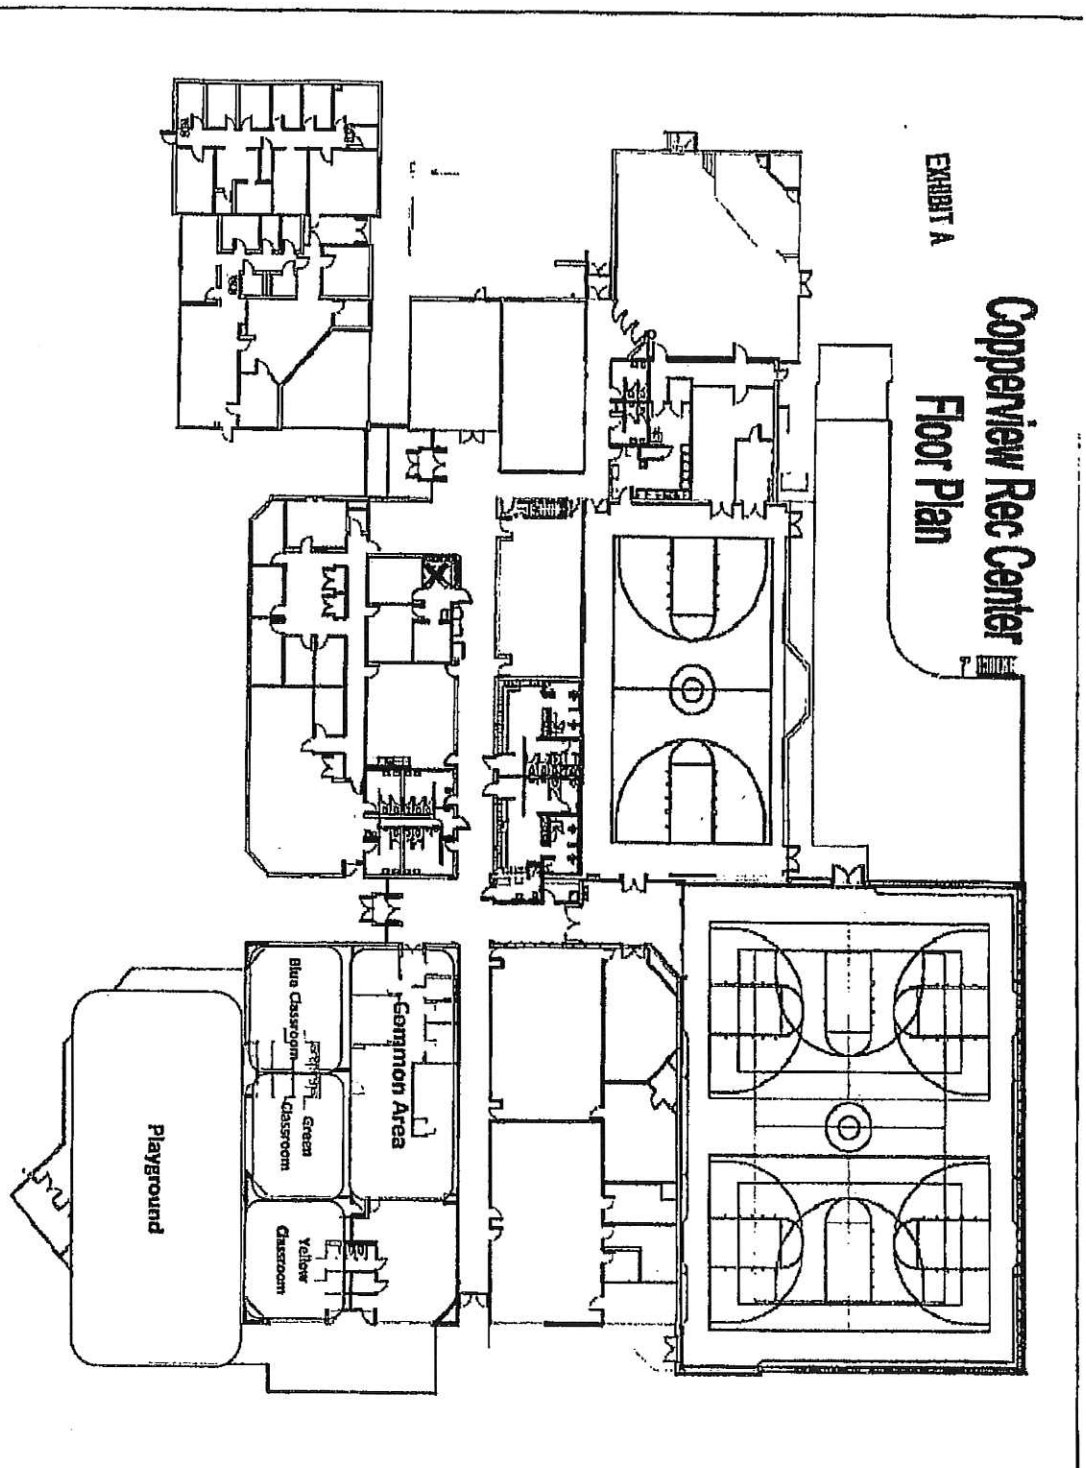 EXHIBIT A
Copperview Rec Center
Floor Plan
Common Area
Blue Classroom
Green
Classroom
Yellow
Classroom
Playground